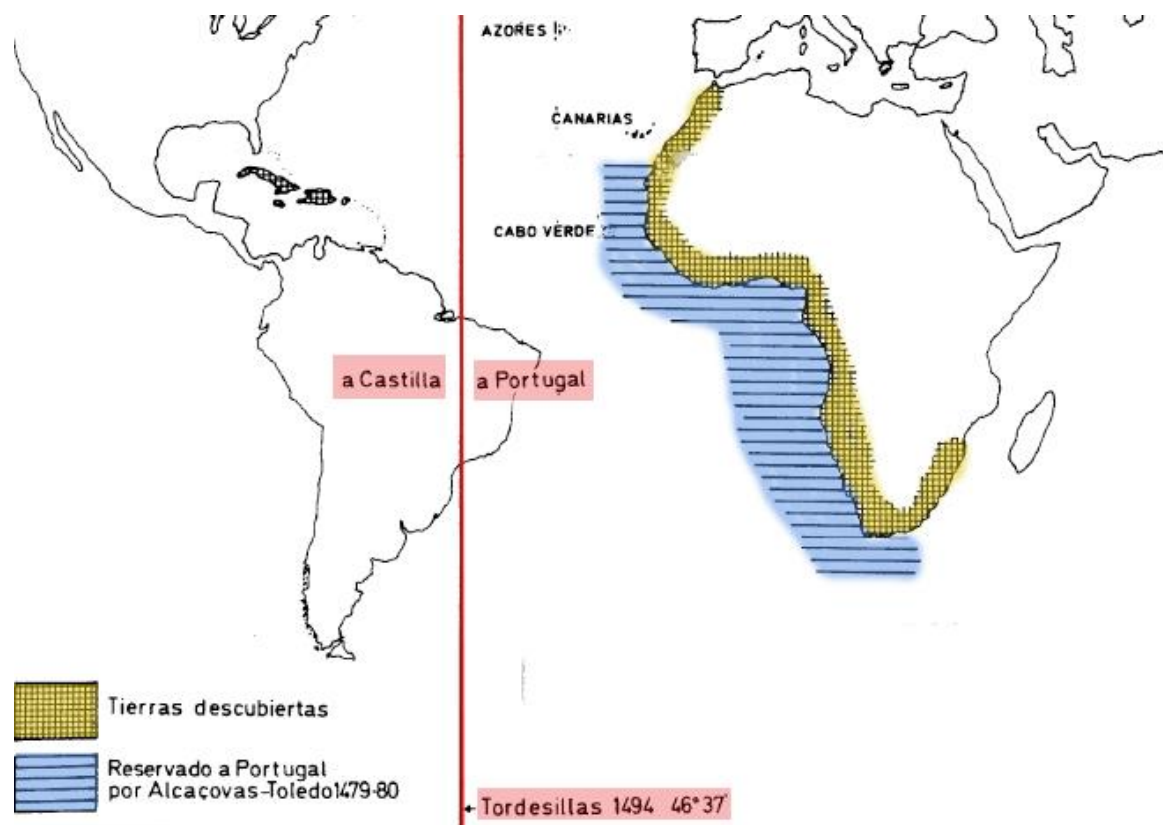 AZORES
CANARIAS
CABO VERDE
a Castilla
a Portugal
Tierras descubiertas
Reservado a Portugal
por Alcaçovas-Toledo 1479-80
Tordesillas 1494 46°37'